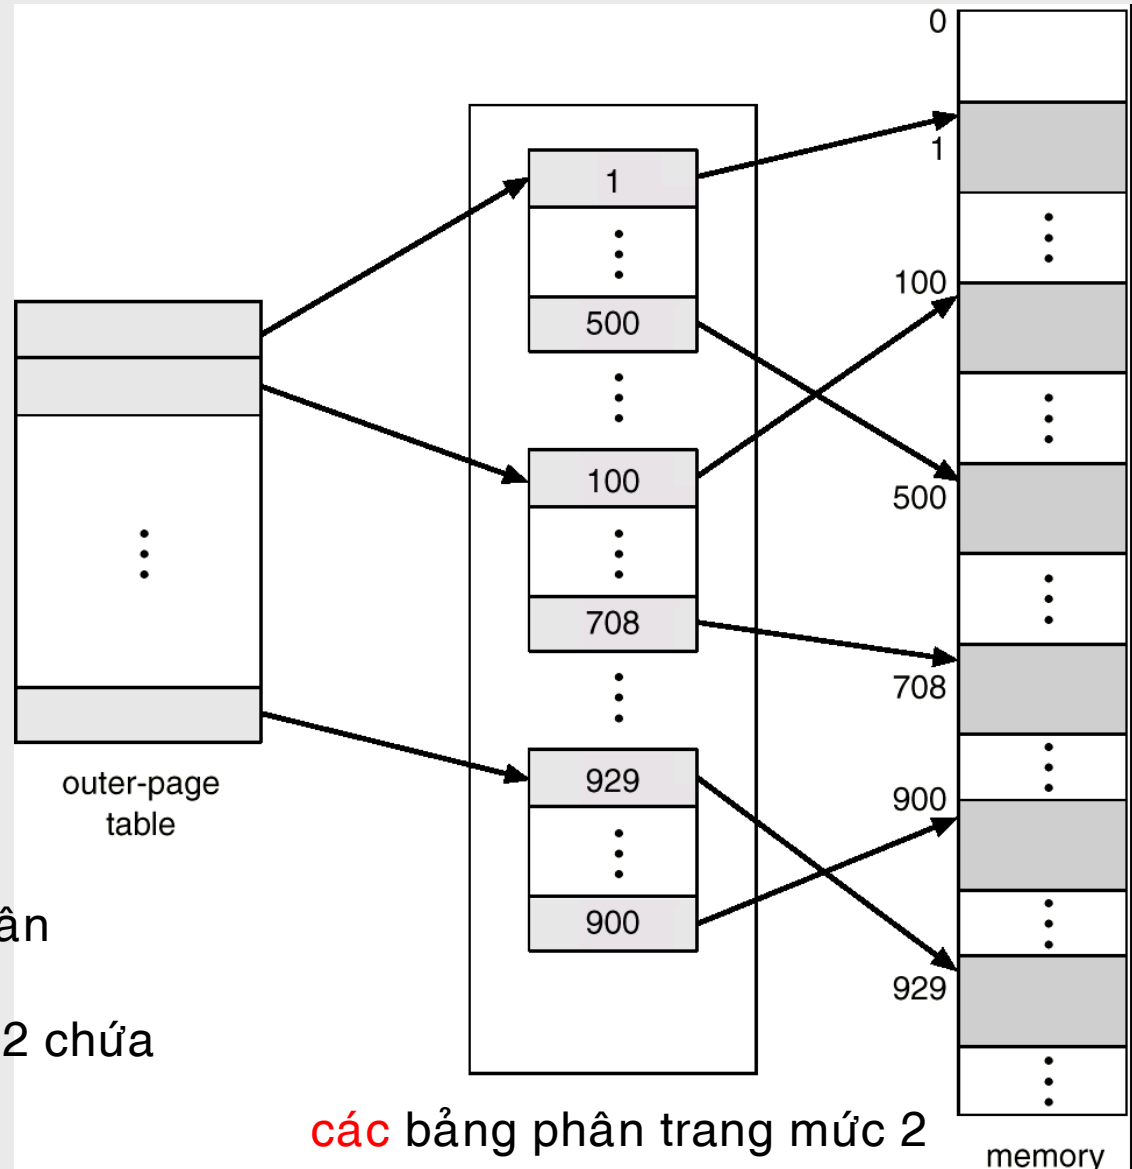 0
1
1
100
500
500
100
708
708
929
900
900
929
outer-page
table
ân
2 chứa
các bảng phân trang mức 2
memory